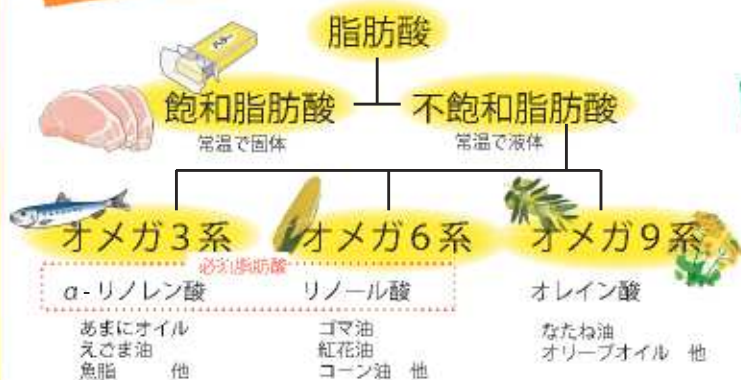 脂肪酸
バター
飽和脂肪酸
不飽和脂肪酸
常温で固体
常温で液体
オメガ3系
オメガ6系
オメガ9系
必須脂肪酸
α-リノレン酸
リノール酸
オレイン酸
あまにオイル
えごま油
魚脂 他
ゴマ油
紅花油
コーン油 他
なたね油
オリーブオイル 他